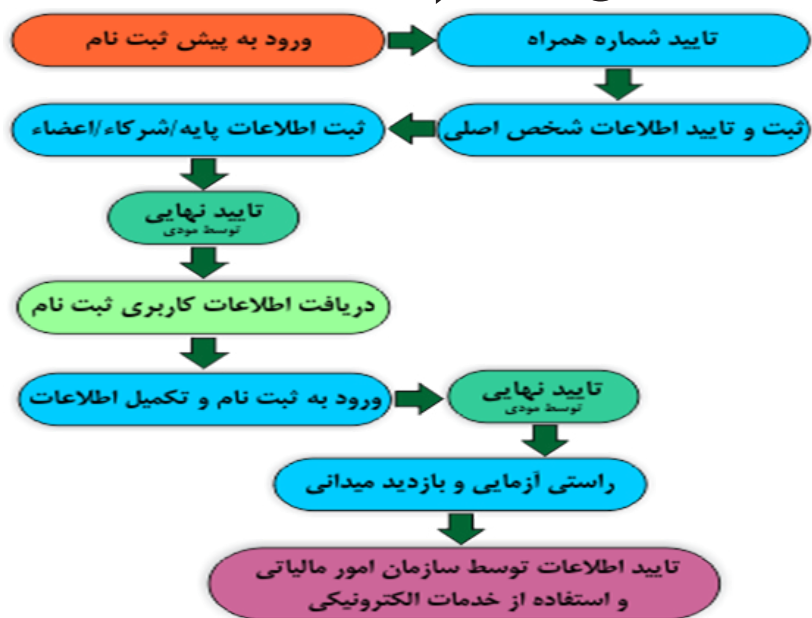 ورود به پیش ثبت نام
تایید شماره همراه
ثبت و تایید اطلاعات شخص اصلی
ثبت اطلاعات پایه/شرکاء/اعضاء
تایید نهایی
توسط مودی
دریافت اطلاعات کاربری ثبت نام
ورود به ثبت نام و تکمیل اطلاعات
تایید نهایی
توسط مودی
راستی آزمایی و بازدید میدانی
تایید اطلاعات توسط سازمان امور مالیاتی
و استفاده از خدمات الکترونیکی